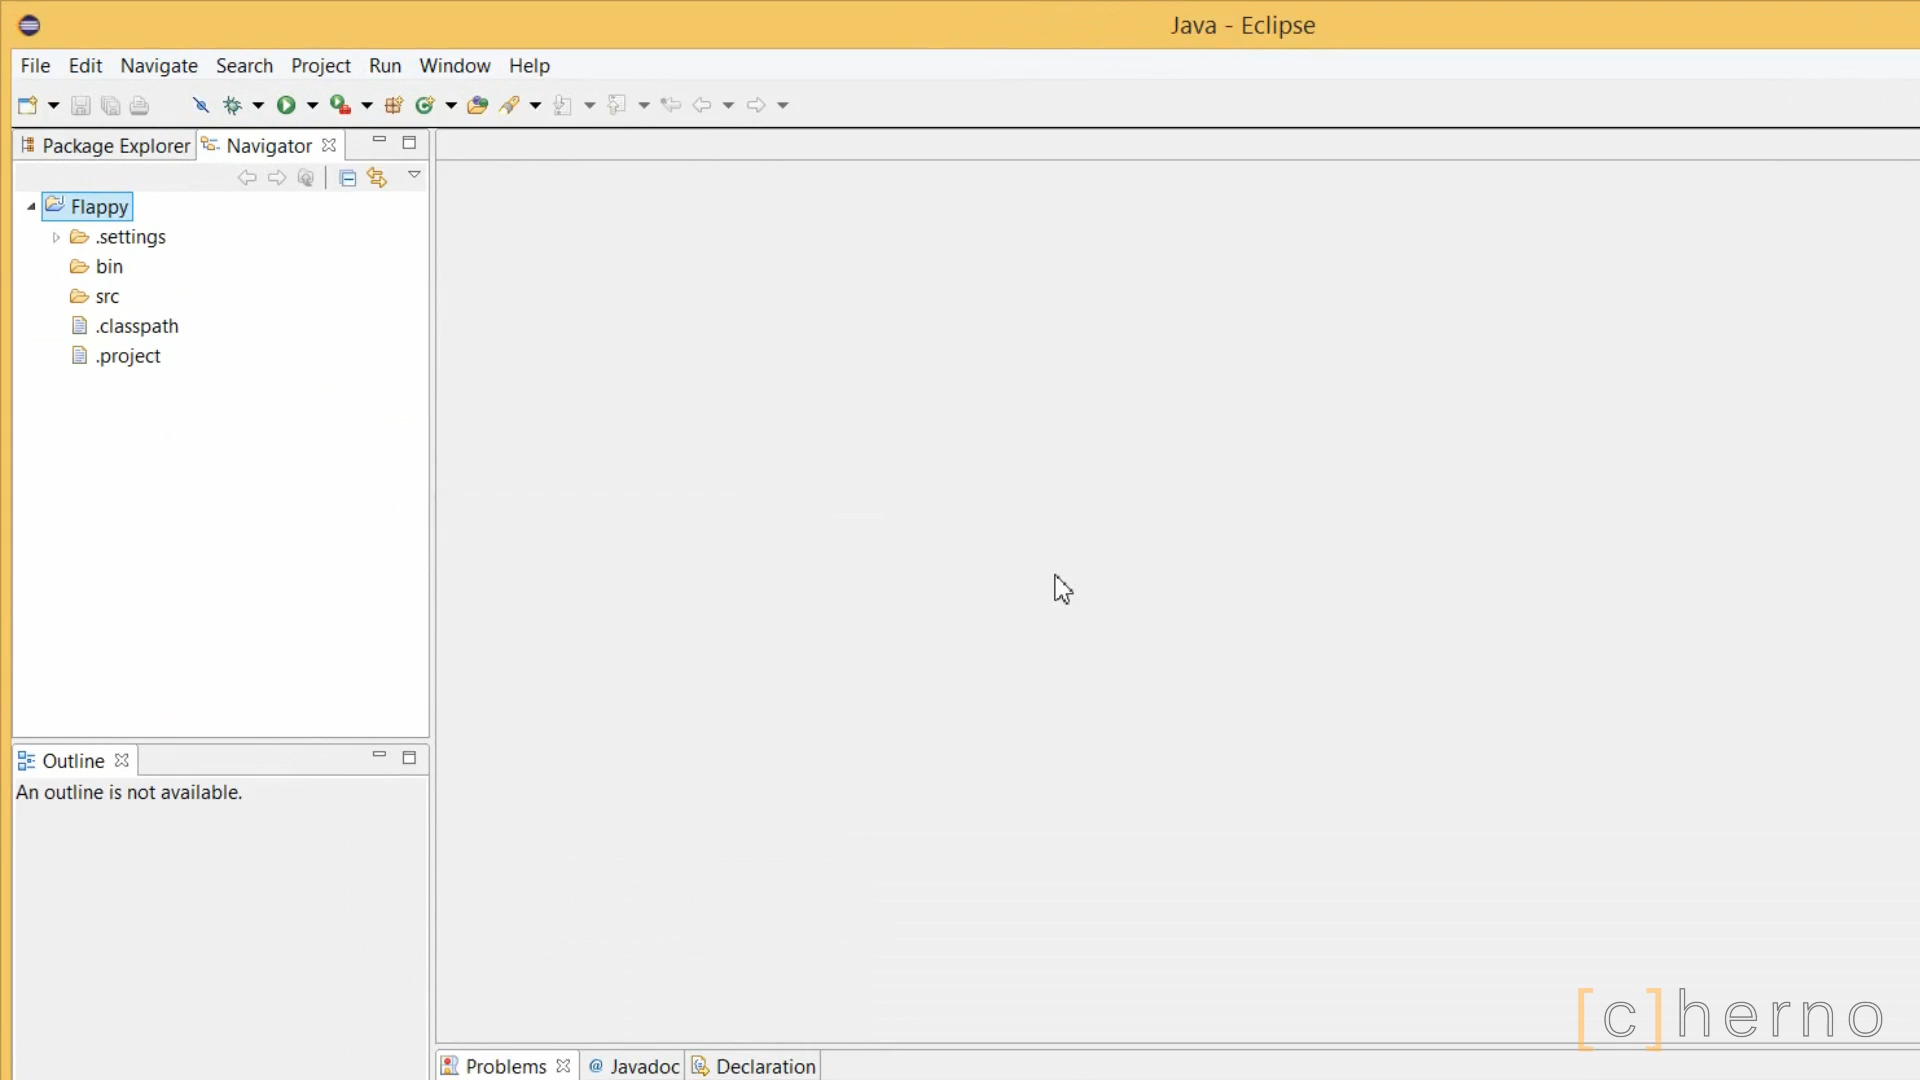 Java - Eclipse
File Edit Navigate Search Project Run Window Help
Package Explorer Navigator
Flappy
.settings
bin
src
.classpath
.project
Outline
An outline is not available.
[c]herno
Problems @ Javadoc Declaration